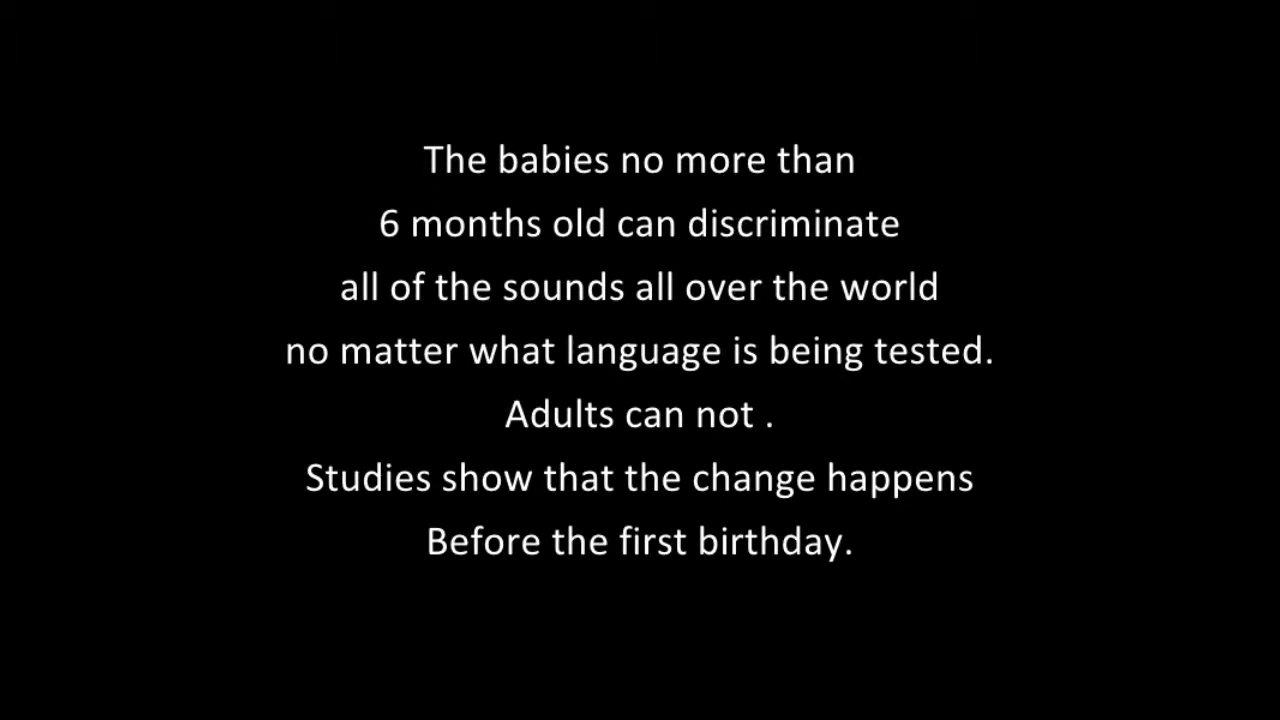 The babies no more than
6 months old can discriminate
all of the sounds all over the world
no matter what language is being tested.
Adults can not .
Studies show that the change happens
Before the first birthday.